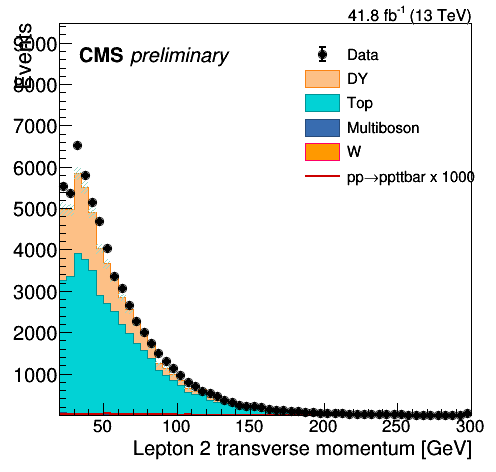 41.8 fb⁻¹ (13 TeV)
Events
CMS preliminary
Data
DY
Top
Multiboson
W
pp→ppttbar x 1000
9000
8000
7000
6000
5000
4000
3000
2000
1000
50 100 150 200 250 300
Lepton 2 transverse momentum [GeV]